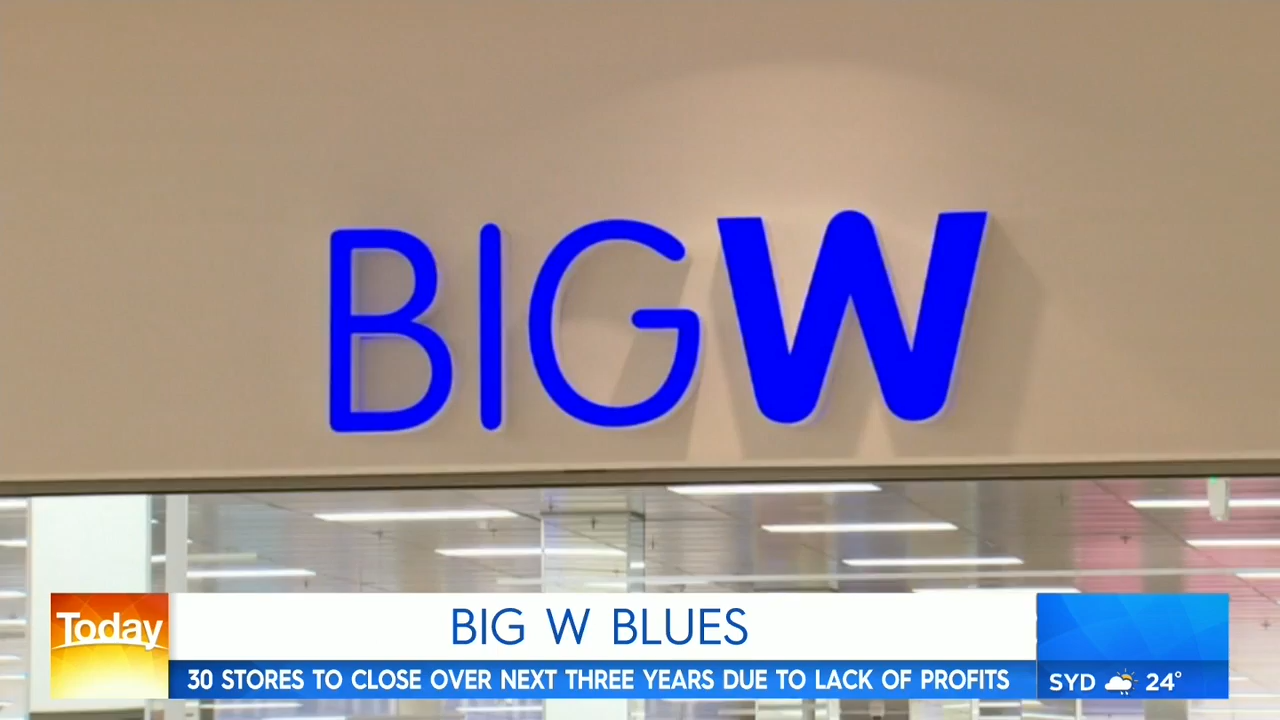 BIGW
Today
BIG W BLUES
30 STORES TO CLOSE OVER NEXT THREE YEARS DUE TO LACK OF PROFITS
SYD 24°